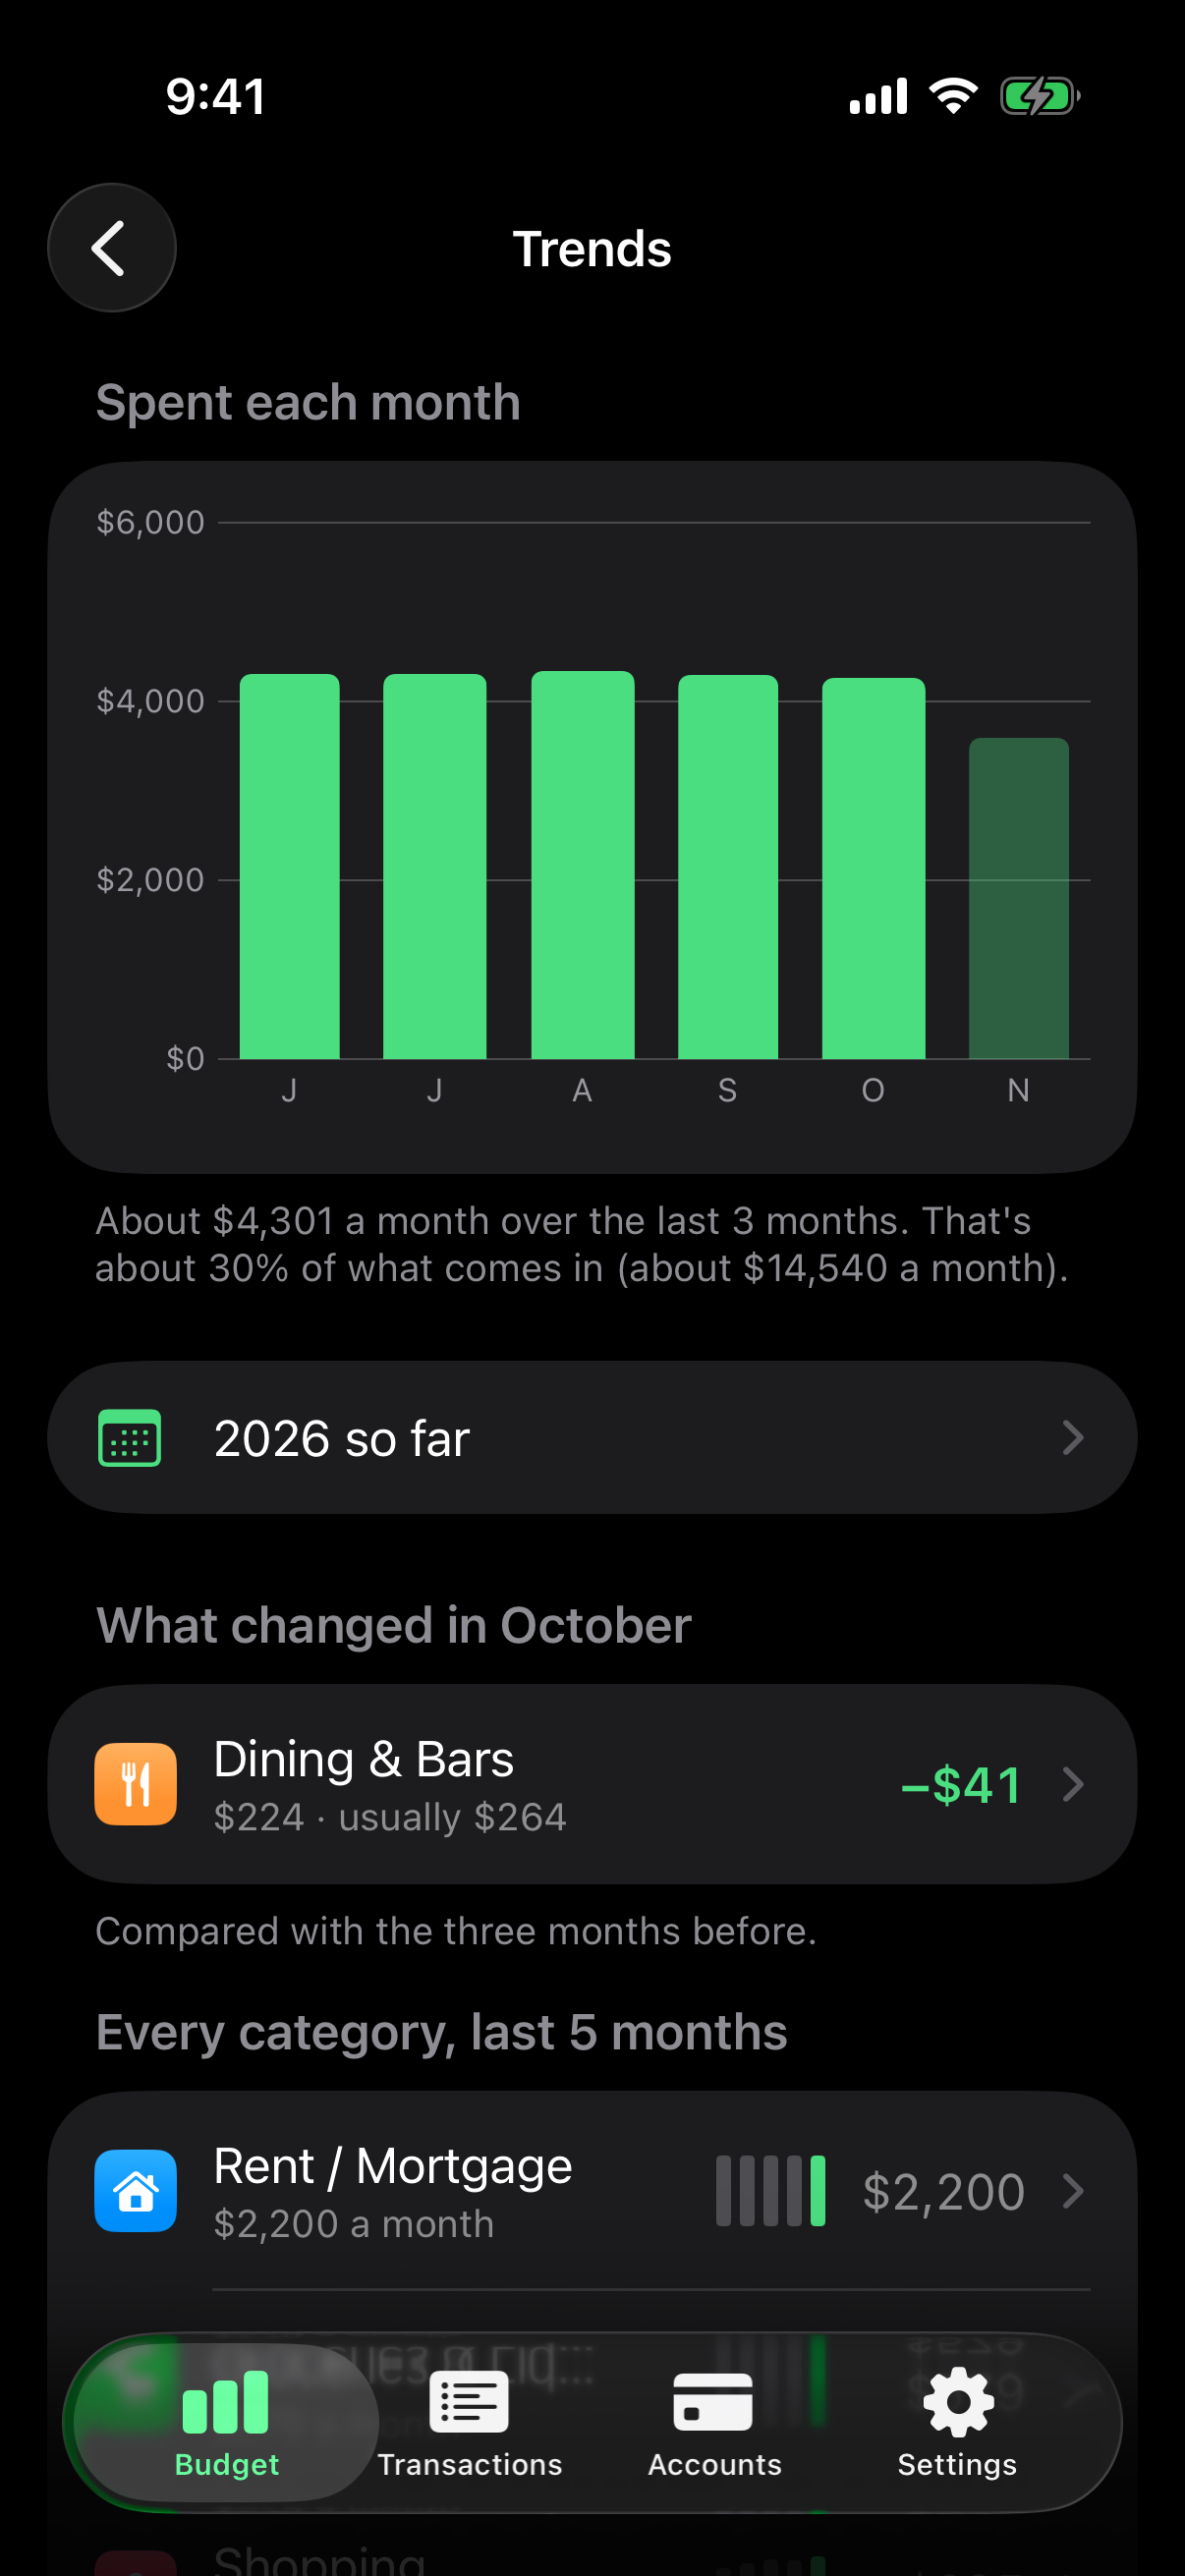 9:41
Trends
Spent each month
$6,000
$4,000
$2,000
$0
J J A S O N
About $4,301 a month over the last 3 months. That's
about 30% of what comes in (about $14,540 a month).
2026 so far
What changed in October
Dining & Bars
$224 · usually $264
–$41
Compared with the three months before.
Every category, last 5 months
Rent / Mortgage
$2,200 a month
$2,200
Budget
Transactions
Accounts
Settings
Shopping